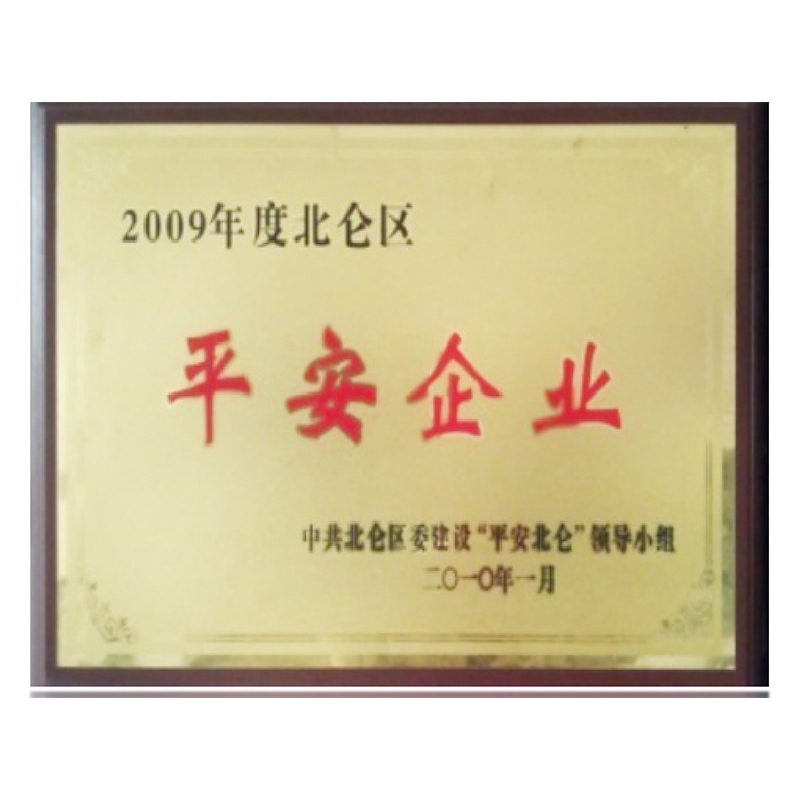 2009年度北仑区
平安企业
中共北仑区委建设“平安北仑”领导小组
二〇一〇年一月